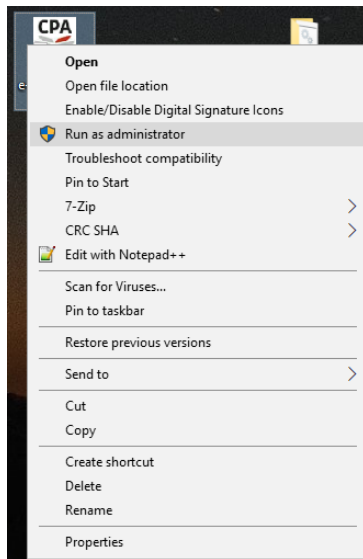 CPA
Open
Open file location
Enable/Disable Digital Signature Icons
Run as administrator
Troubleshoot compatibility
Pin to Start
7-Zip
CRC SHA
Edit with Notepad++
Scan for Viruses...
Pin to taskbar
Restore previous versions
Send to
Cut
Copy
Create shortcut
Delete
Rename
Properties